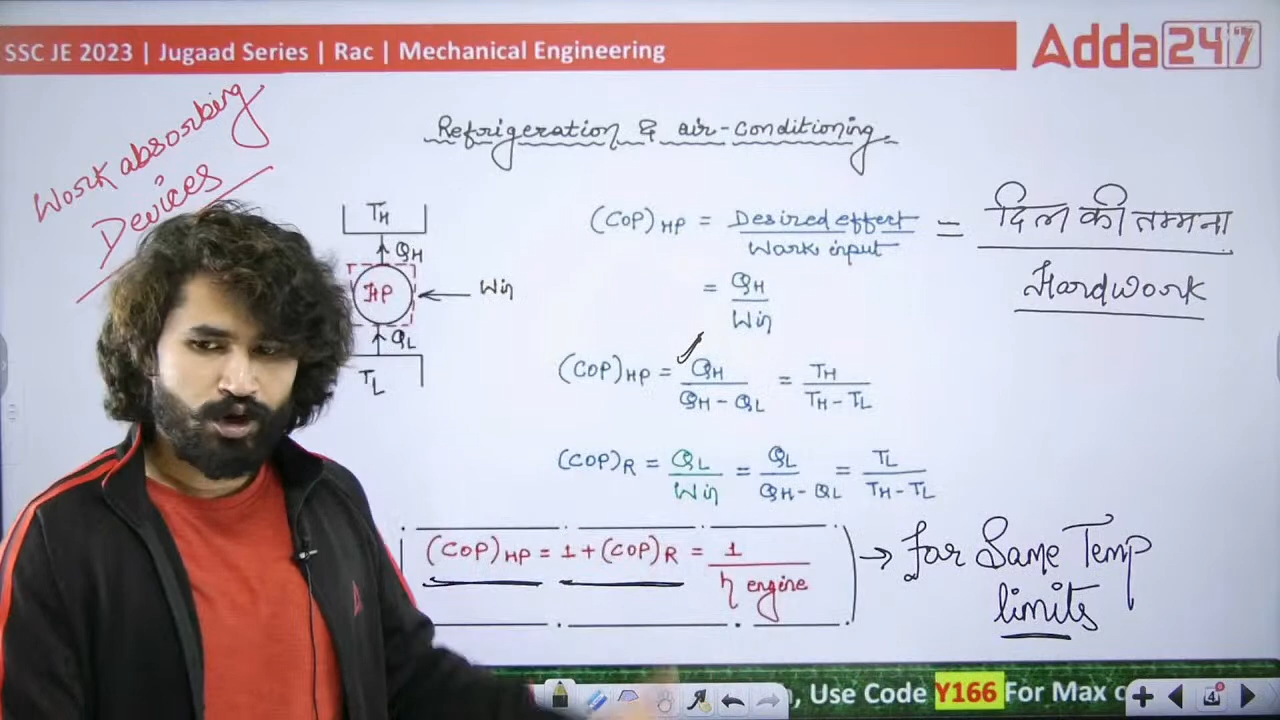 SSC JE 2023 | Jugaad Series | Rac | Mechanical Engineering
Adda247
Work absorbing
Devices
Refrigeration & air-conditioning
TH
QH
HP
Win
QL
TL
(COP)HP = Desired effect / Work input = दिल की तममना / Hardwork
= QH / Win
(COP)HP = QH / QH - QL = TH / TH - TL
(COP)R = QL / Win = QL / QH - QL = TL / TH - TL
(COP)HP = 1 + (COP)R = 1 / η engine → for Same Temp
limits
, Use Code Y166 For Max
4